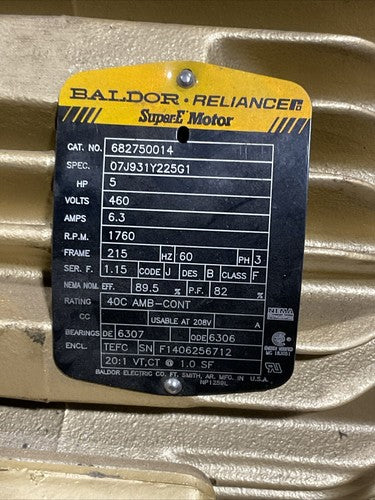 BALDOR · RELIANCE
Super-E Motor
CAT. NO. 682750014
SPEC. 07J931Y225G1
HP 5
VOLTS 460
AMPS 6.3
R.P.M. 1760
FRAME 215 HZ 60 PH 3
SER. F. 1.15 CODE J DES B CLASS F
NEMA NOM. EFF. 89.5 % P.F. 82 %
RATING 40C AMB-CONT
NEMA
CC USABLE AT 208V A
BEARINGS DE 6307 ODE 6306
ENCL. TEFC SN F1406256712
20:1 VT,CT @ 1.0 SF
BALDOR ELECTRIC CO. FT. SMITH, AR. MFG. IN U.S.A.